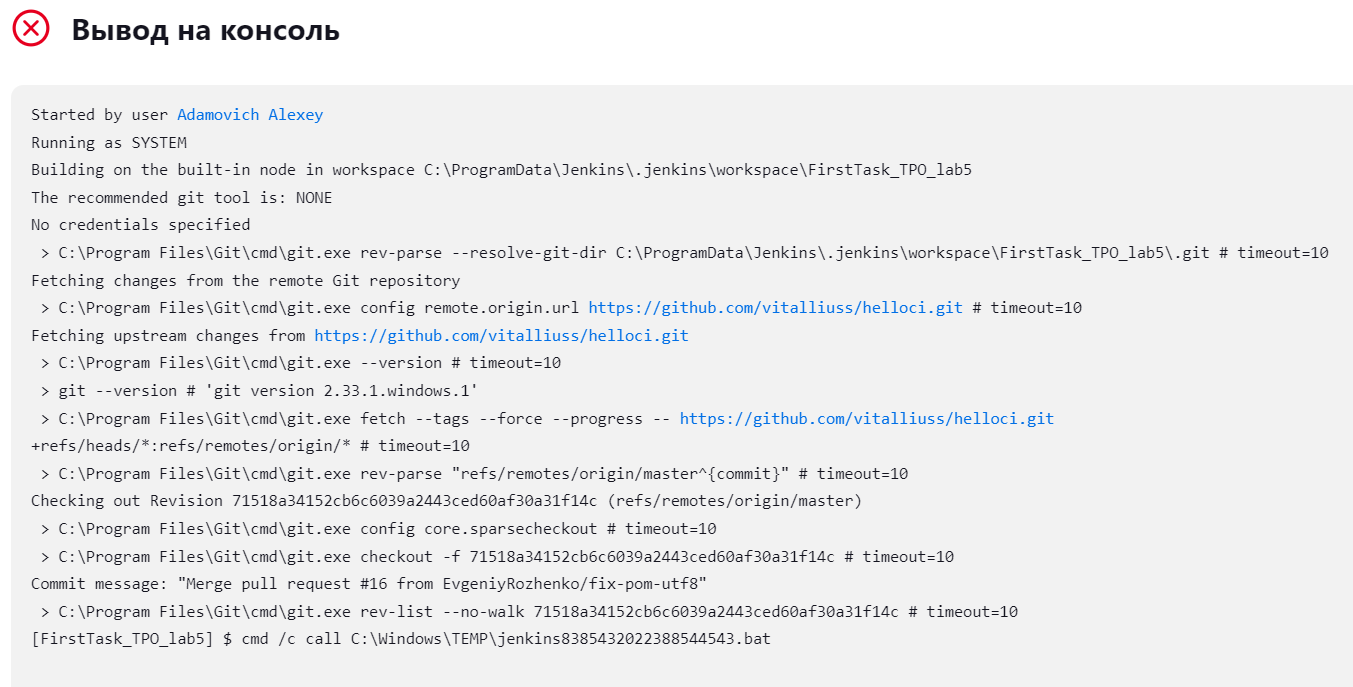 Вывод на консоль
Started by user Adamovich Alexey
Running as SYSTEM
Building on the built-in node in workspace C:\ProgramData\Jenkins\.jenkins\workspace\FirstTask_TPO_lab5
The recommended git tool is: NONE
No credentials specified
 > C:\Program Files\Git\cmd\git.exe rev-parse --resolve-git-dir C:\ProgramData\Jenkins\.jenkins\workspace\FirstTask_TPO_lab5\.git # timeout=10
Fetching changes from the remote Git repository
 > C:\Program Files\Git\cmd\git.exe config remote.origin.url https://github.com/vitalliuss/helloci.git # timeout=10
Fetching upstream changes from https://github.com/vitalliuss/helloci.git
 > C:\Program Files\Git\cmd\git.exe --version # timeout=10
 > git --version # 'git version 2.33.1.windows.1'
 > C:\Program Files\Git\cmd\git.exe fetch --tags --force --progress -- https://github.com/vitalliuss/helloci.git
+refs/heads/*:refs/remotes/origin/* # timeout=10
 > C:\Program Files\Git\cmd\git.exe rev-parse "refs/remotes/origin/master^{commit}" # timeout=10
Checking out Revision 71518a34152cb6c6039a2443ced60af30a31f14c (refs/remotes/origin/master)
 > C:\Program Files\Git\cmd\git.exe config core.sparsecheckout # timeout=10
 > C:\Program Files\Git\cmd\git.exe checkout -f 71518a34152cb6c6039a2443ced60af30a31f14c # timeout=10
Commit message: "Merge pull request #16 from EvgeniyRozhenko/fix-pom-utf8"
 > C:\Program Files\Git\cmd\git.exe rev-list --no-walk 71518a34152cb6c6039a2443ced60af30a31f14c # timeout=10
[FirstTask_TPO_lab5] $ cmd /c call C:\Windows\TEMP\jenkins8385432022388544543.bat